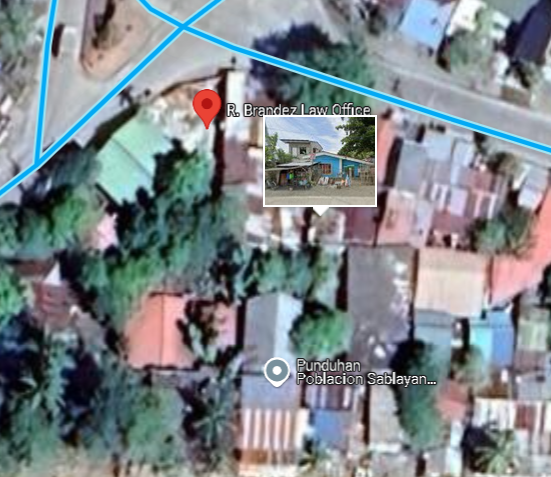 R. Brandez Law Office
Punduhan
Poblacion Sablayan...